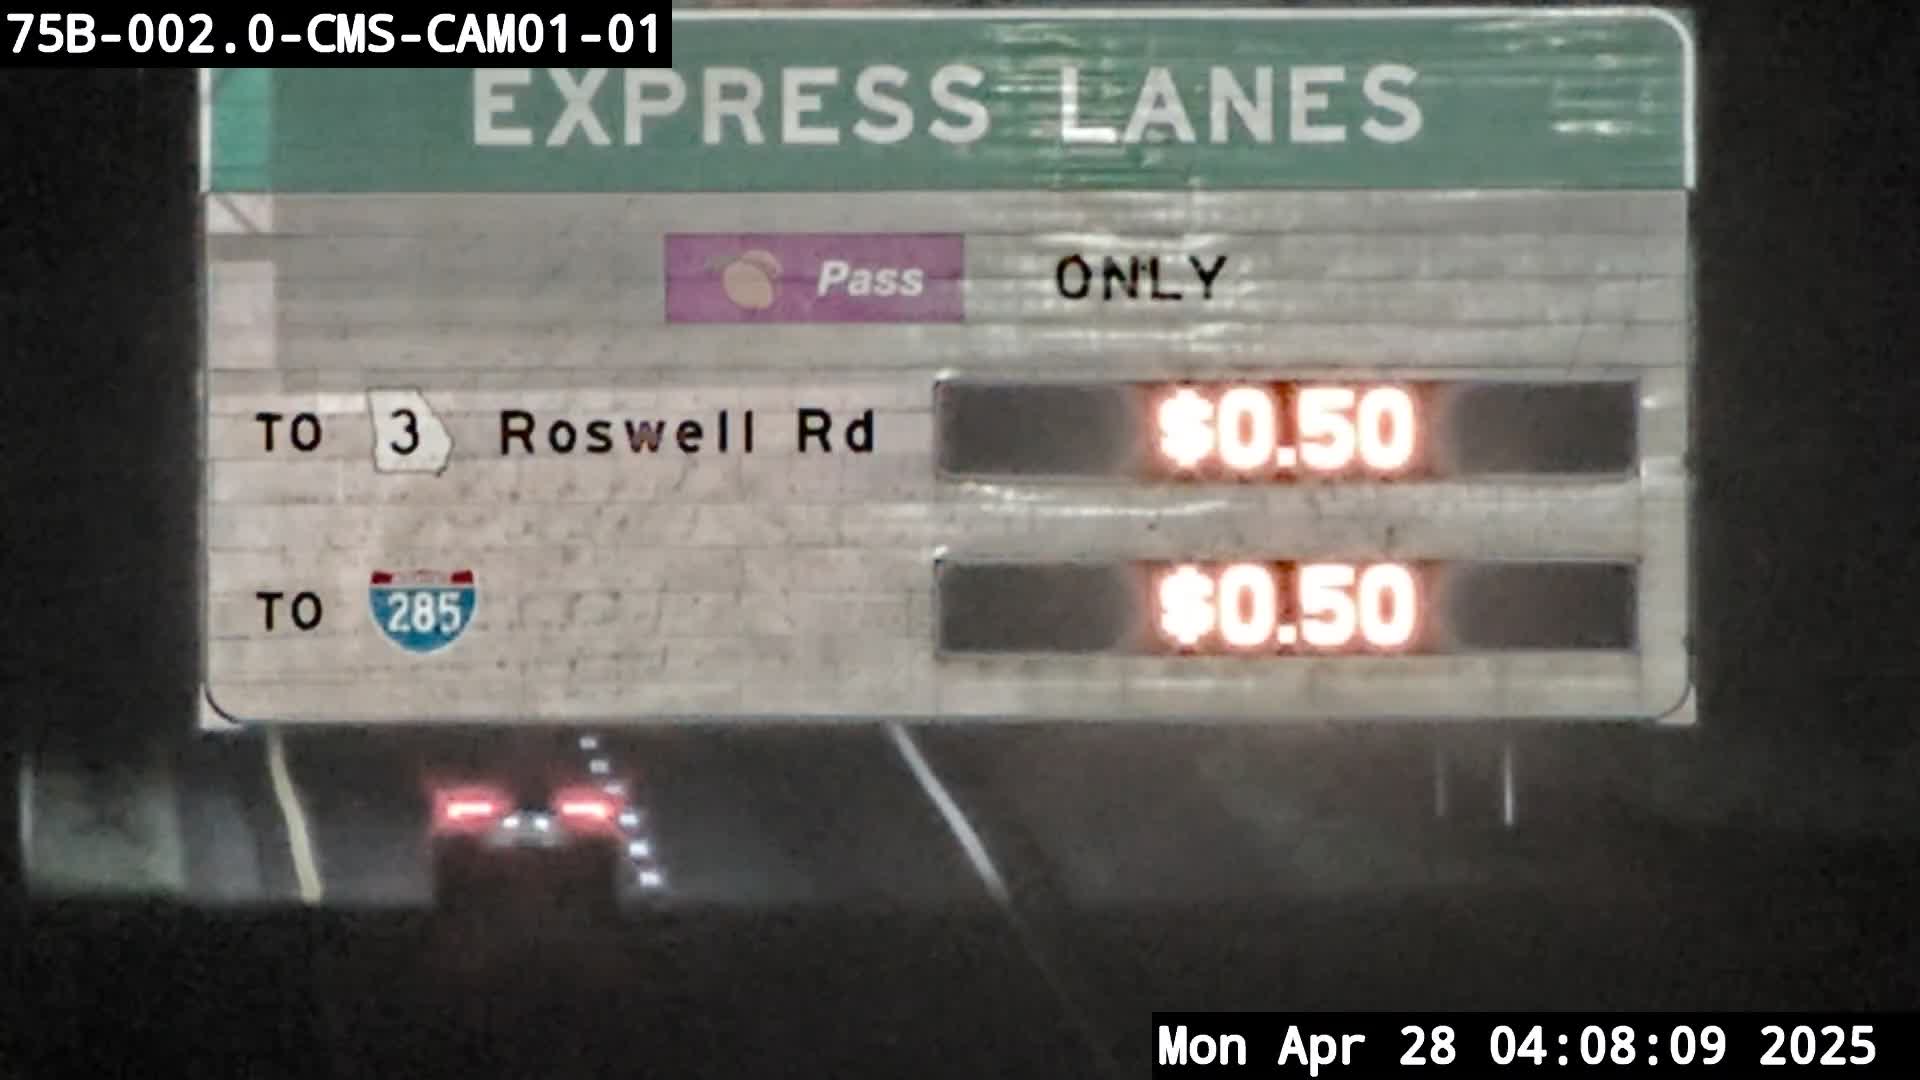 75B-002.0-CMS-CAM01-01
EXPRESS LANES
Pass ONLY
TO 3 Roswell Rd $0.50
TO 285 $0.50
Mon Apr 28 04:08:09 2025